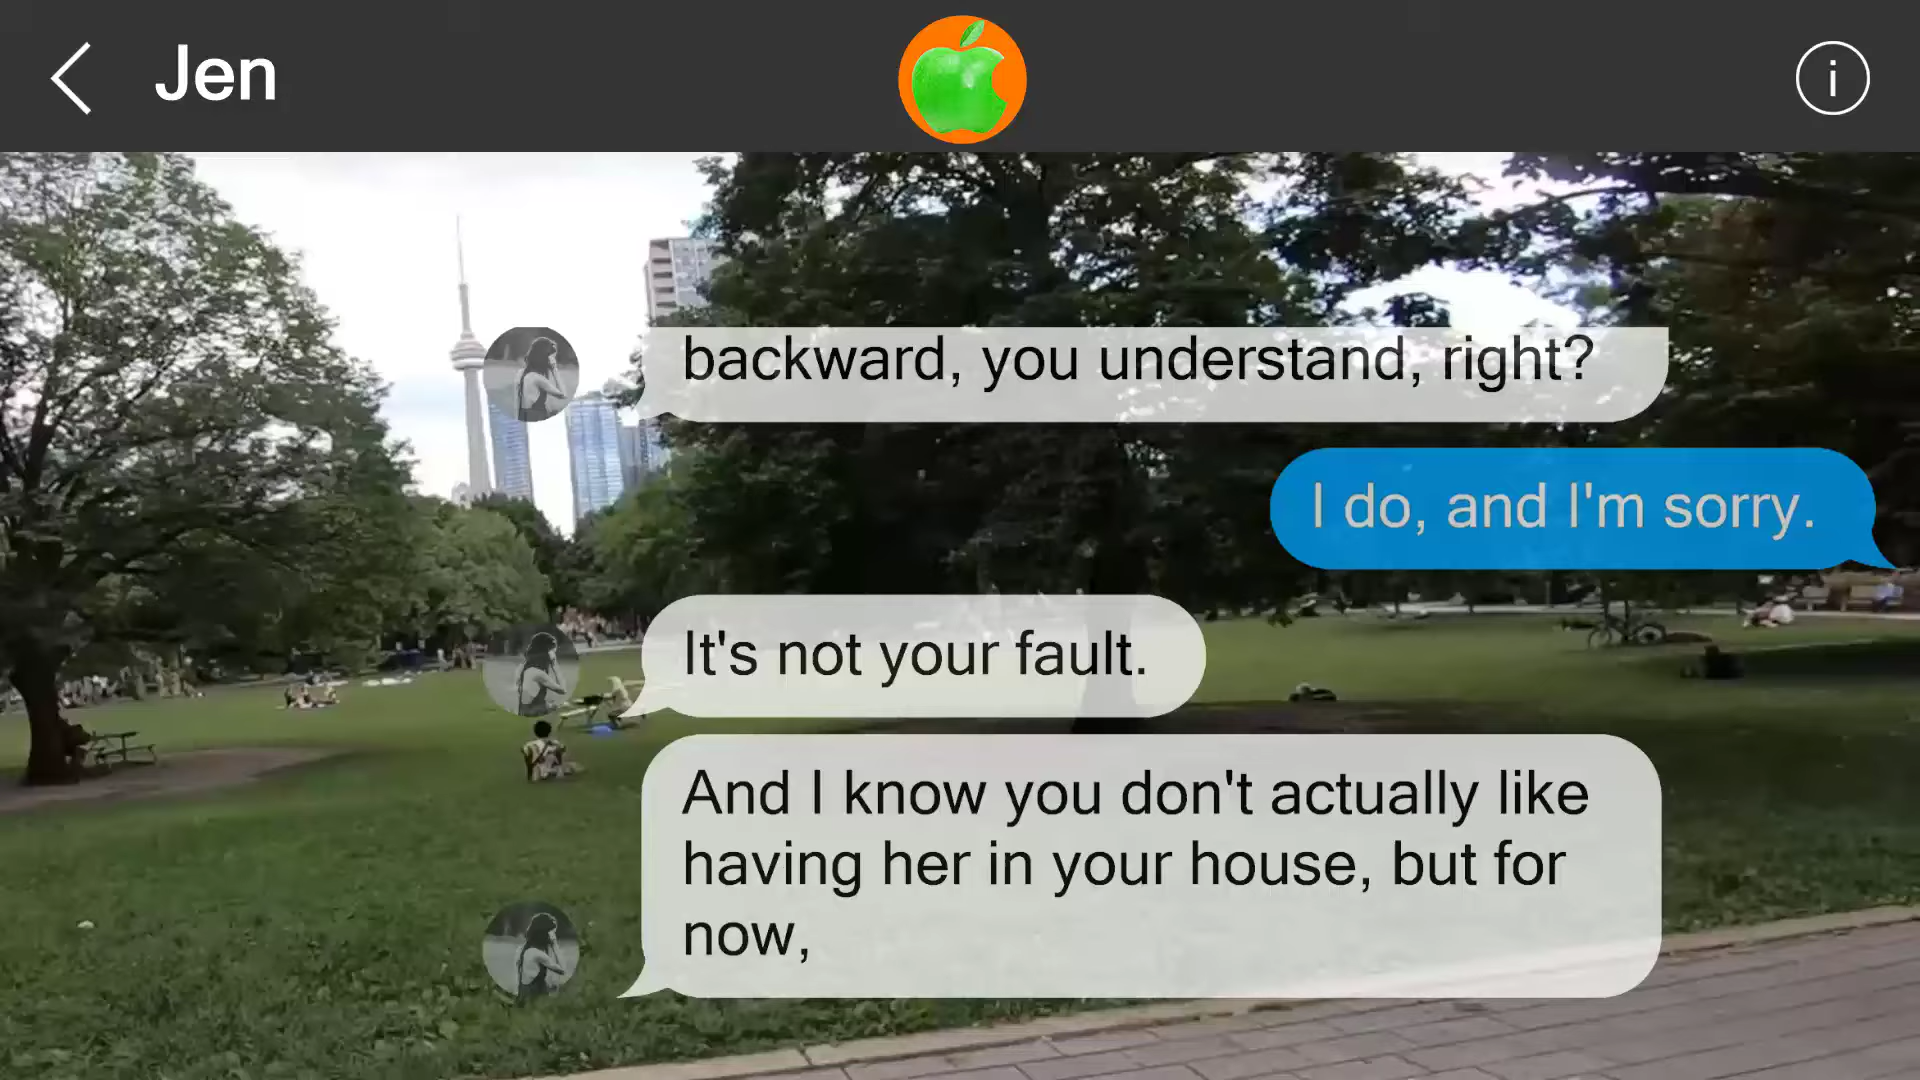 Jen
i
backward, you understand, right?
I do, and I'm sorry.
It's not your fault.
And I know you don't actually like
having her in your house, but for
now,